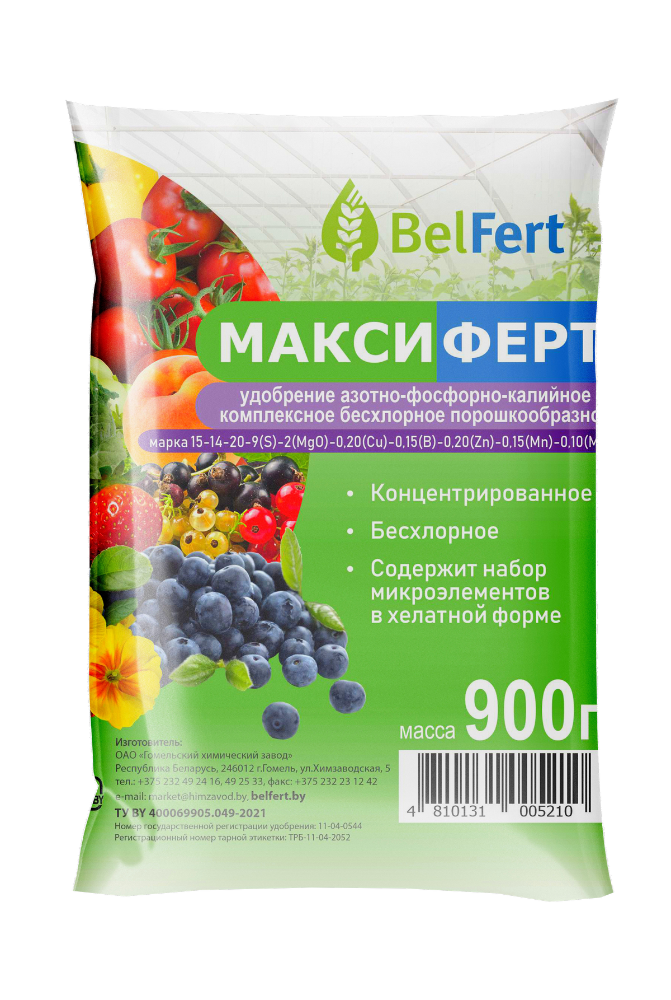 BelFert
МАКСИФЕРТ
удобрение азотно-фосфорно-калийное
комплексное бесхлорное порошкообразно
марка 15-14-20-9(S)-2(MgO)-0,20(Cu)-0,15(B)-0,20(Zn)-0,15(Mn)-0,10(M
• Концентрированное
• Бесхлорное
• Содержит набор
микроэлементов
в хелатной форме
масса 900г
Изготовитель:
ОАО «Гомельский химический завод»
Республика Беларусь, 246012 г.Гомель, ул.Химзаводская, 5
тел.: +375 232 49 24 16, 49 25 33, факс: +375 232 23 12 42
e-mail: market@himzavod.by, belfert.by
BY
ТУ BY 400069905.049-2021
Номер государственной регистрации удобрения: 11-04-0544
Регистрационный номер тарной этикетки: ТРБ-11-04-2052
4 810131 005210